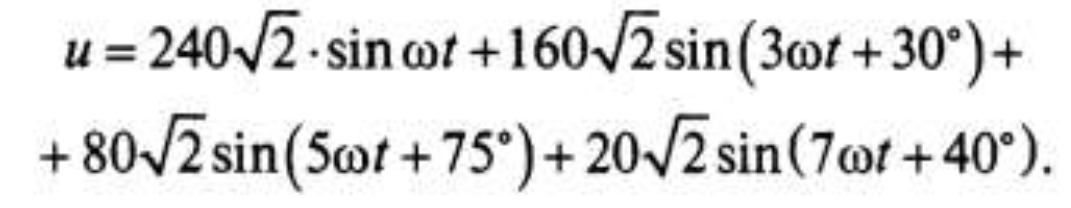 u = 240√2 · sin ωt + 160√2 sin(3ωt + 30°) +
+ 80√2 sin(5ωt + 75°) + 20√2 sin(7ωt + 40°).